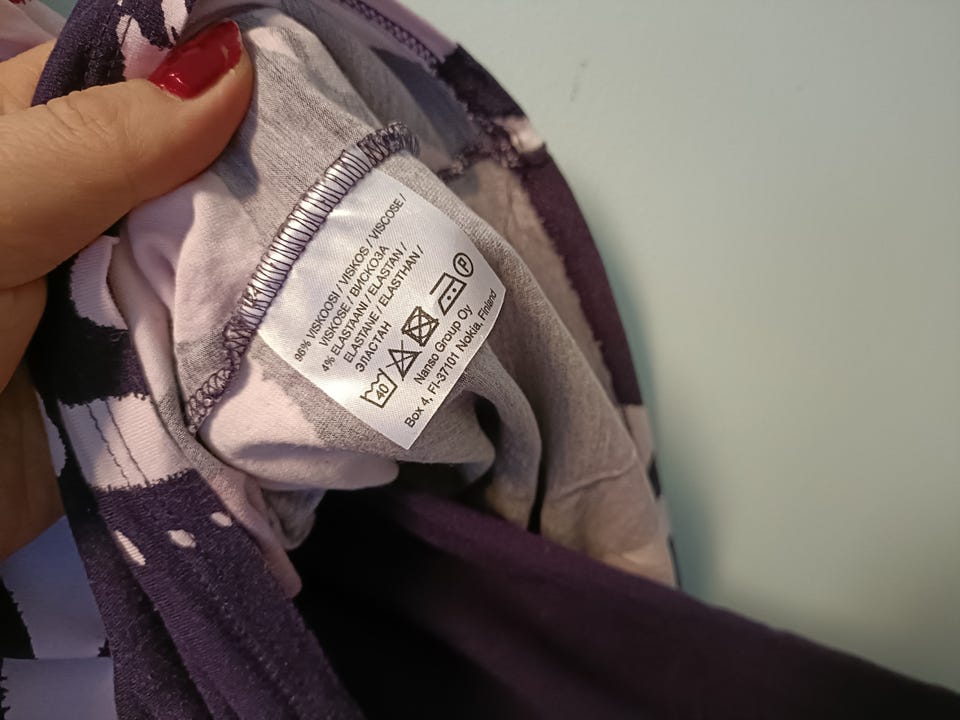 96% VISKOOSI / VISKOS / VISCOSE /
VISKOSE / ВИСКОЗА
4% ELASTAANI / ELASTAN /
ELASTANE / ELASTHAN /
ЭЛАСТАН
40 P
Nanso Group Oy
Box 4, FI-37101 Nokia, Finland